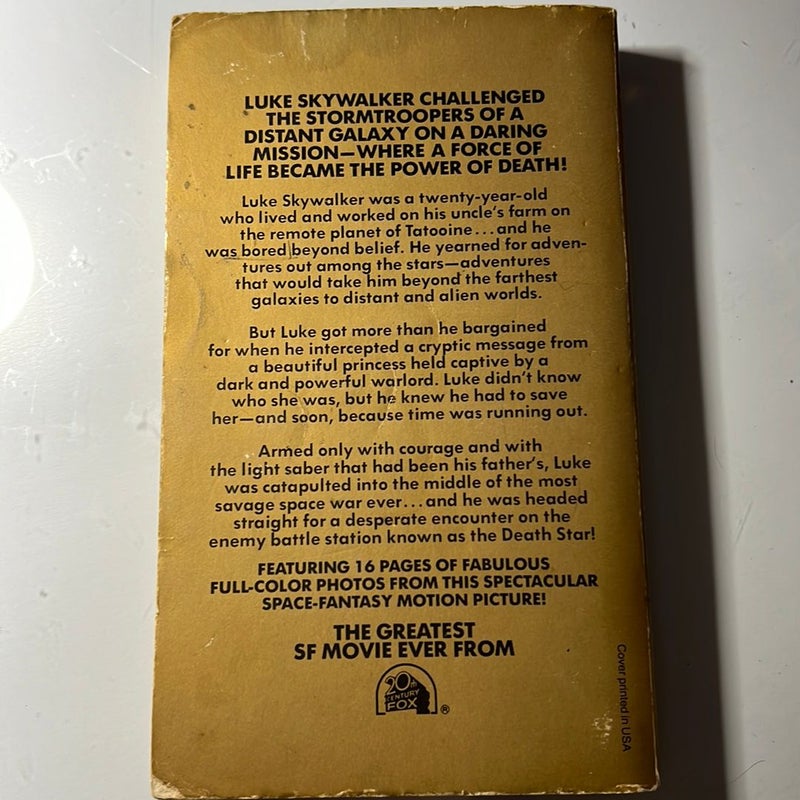 LUKE SKYWALKER CHALLENGED
THE STORMTROOPERS OF A
DISTANT GALAXY ON A DARING
MISSION—WHERE A FORCE OF
LIFE BECAME THE POWER OF DEATH!
Luke Skywalker was a twenty-year-old
who lived and worked on his uncle's farm on
the remote planet of Tatooine...and he
was bored beyond belief. He yearned for adven-
tures out among the stars—adventures
that would take him beyond the farthest
galaxies to distant and alien worlds.
But Luke got more than he bargained
for when he intercepted a cryptic message from
a beautiful princess held captive by a
dark and powerful warlord. Luke didn't know
who she was, but he knew he had to save
her—and soon, because time was running out.
Armed only with courage and with
the light saber that had been his father's, Luke
was catapulted into the middle of the most
savage space war ever...and he was headed
straight for a desperate encounter on the
enemy battle station known as the Death Star!
FEATURING 16 PAGES OF FABULOUS
FULL-COLOR PHOTOS FROM THIS SPECTACULAR
SPACE-FANTASY MOTION PICTURE!
THE GREATEST
SF MOVIE EVER FROM
20th
CENTURY
FOX
®
Cover printed in USA